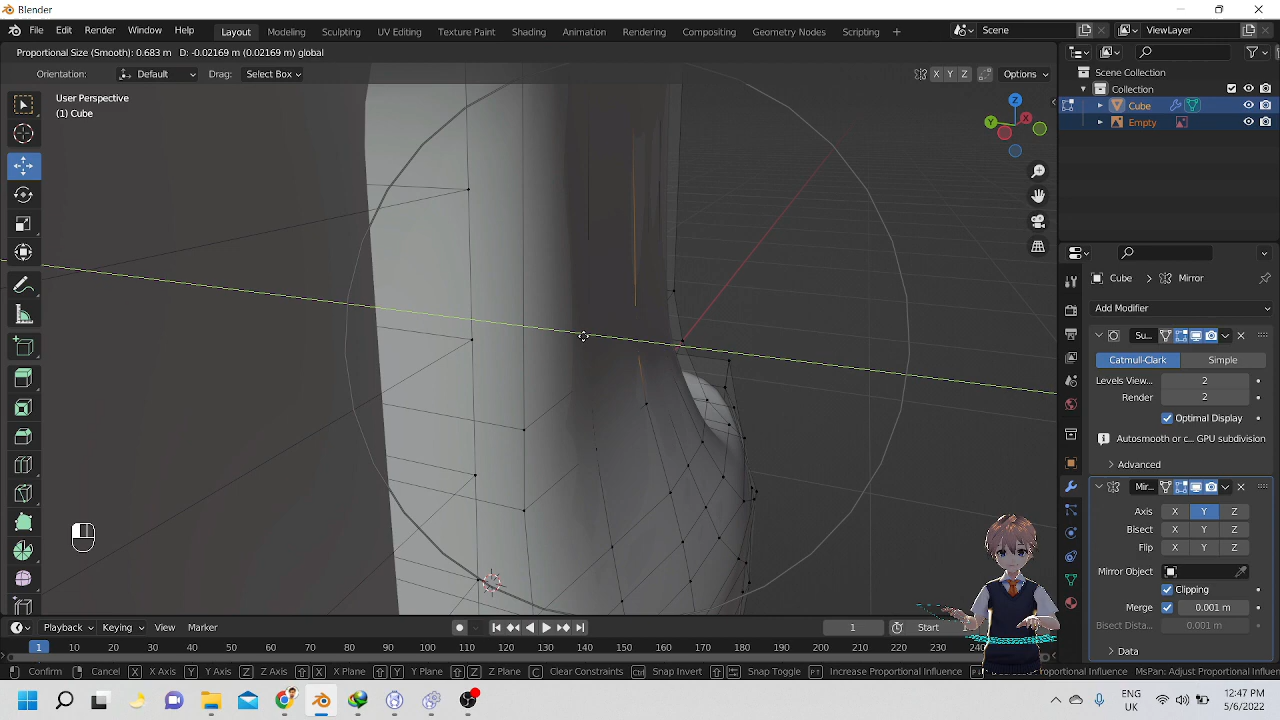 Blender
File Edit Render Window Help
Layout Modeling Sculpting UV Editing Texture Paint Shading Animation Rendering Compositing Geometry Nodes Scripting +
Scene
ViewLayer
Proportional Size (Smooth): 0.683 m D: -0.02169 m (0.02169 m) global
Orientation: Default Drag: Select Box
X Y Z Options
User Perspective
(1) Cube
Z
Y
X
Scene Collection
Collection
Cube
Empty
Cube > Mirror
Add Modifier
Su...
Catmull-Clark Simple
Levels View... 2
Render 2
Optimal Display
Autosmooth or c... GPU subdivision
Advanced
Mir...
Axis X Y Z
Bisect X Y Z
Flip X Y Z
Mirror Object
Clipping
Merge 0.001 m
Bisect Dista... 0.001 m
Data
Playback Keying View Marker
1 Start
1 10 20 30 40 50 60 70 80 90 100 110 120 130 140 150 160 170 180 190 200 210 220 230 240
Confirm Cancel X X Axis Y Y Axis Z Z Axis X X Plane Y Y Plane Z Z Plane C Clear Constraints Ctrl Snap Invert Snap Toggle Increase Proportional Influence MsPan: Adjust Proportional Influence
ENG
UK
12:47 PM
5/6/2022